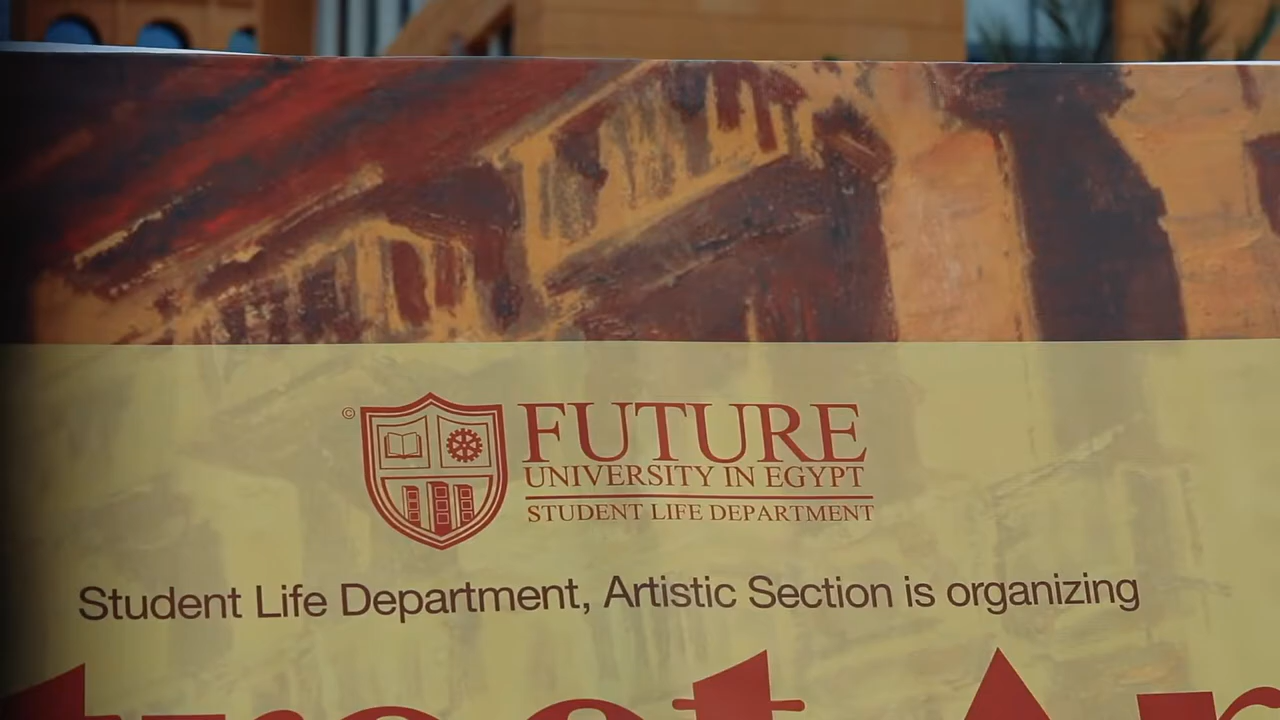 ©
FUTURE
UNIVERSITY IN EGYPT
STUDENT LIFE DEPARTMENT
Student Life Department, Artistic Section is organizing